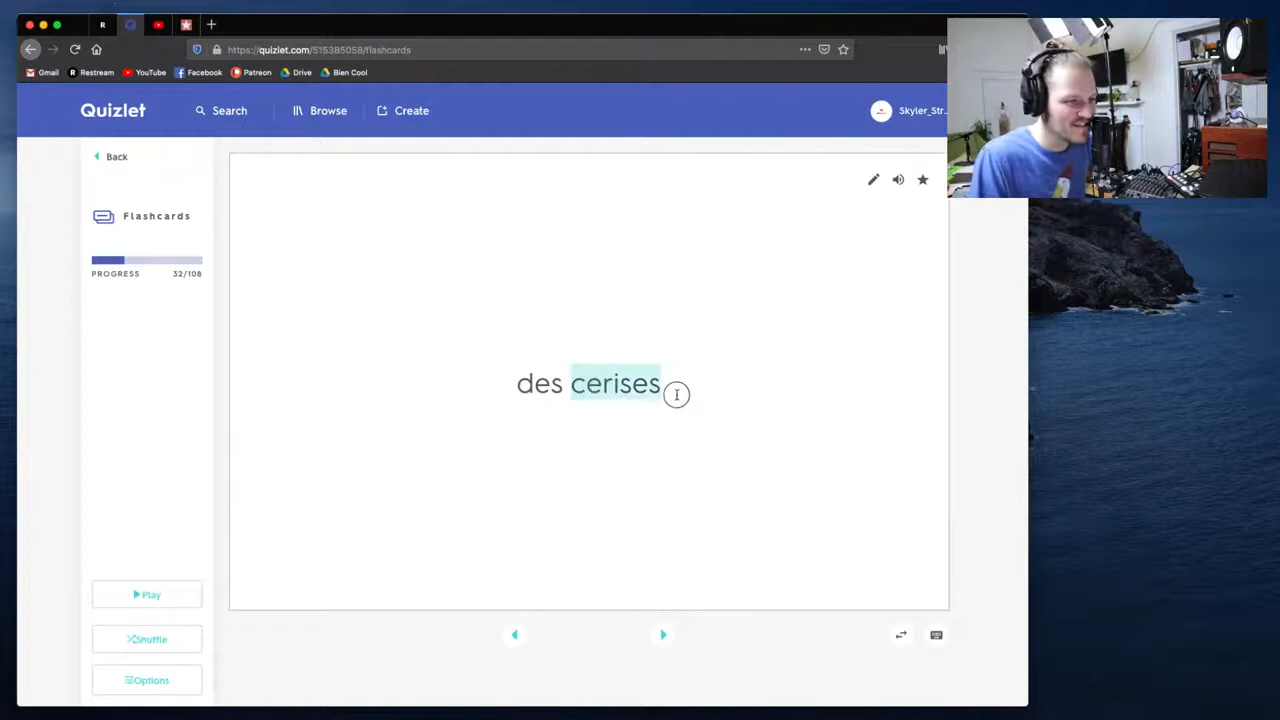 R
https://quizlet.com/515385058/flashcards
Gmail
Restream
YouTube
Facebook
Patreon
Drive
Bien Cool
Quizlet
Search
Browse
Create
Skyler_Str...
Back
Flashcards
PROGRESS 32/108
des cerises
Play
Shuffle
Options